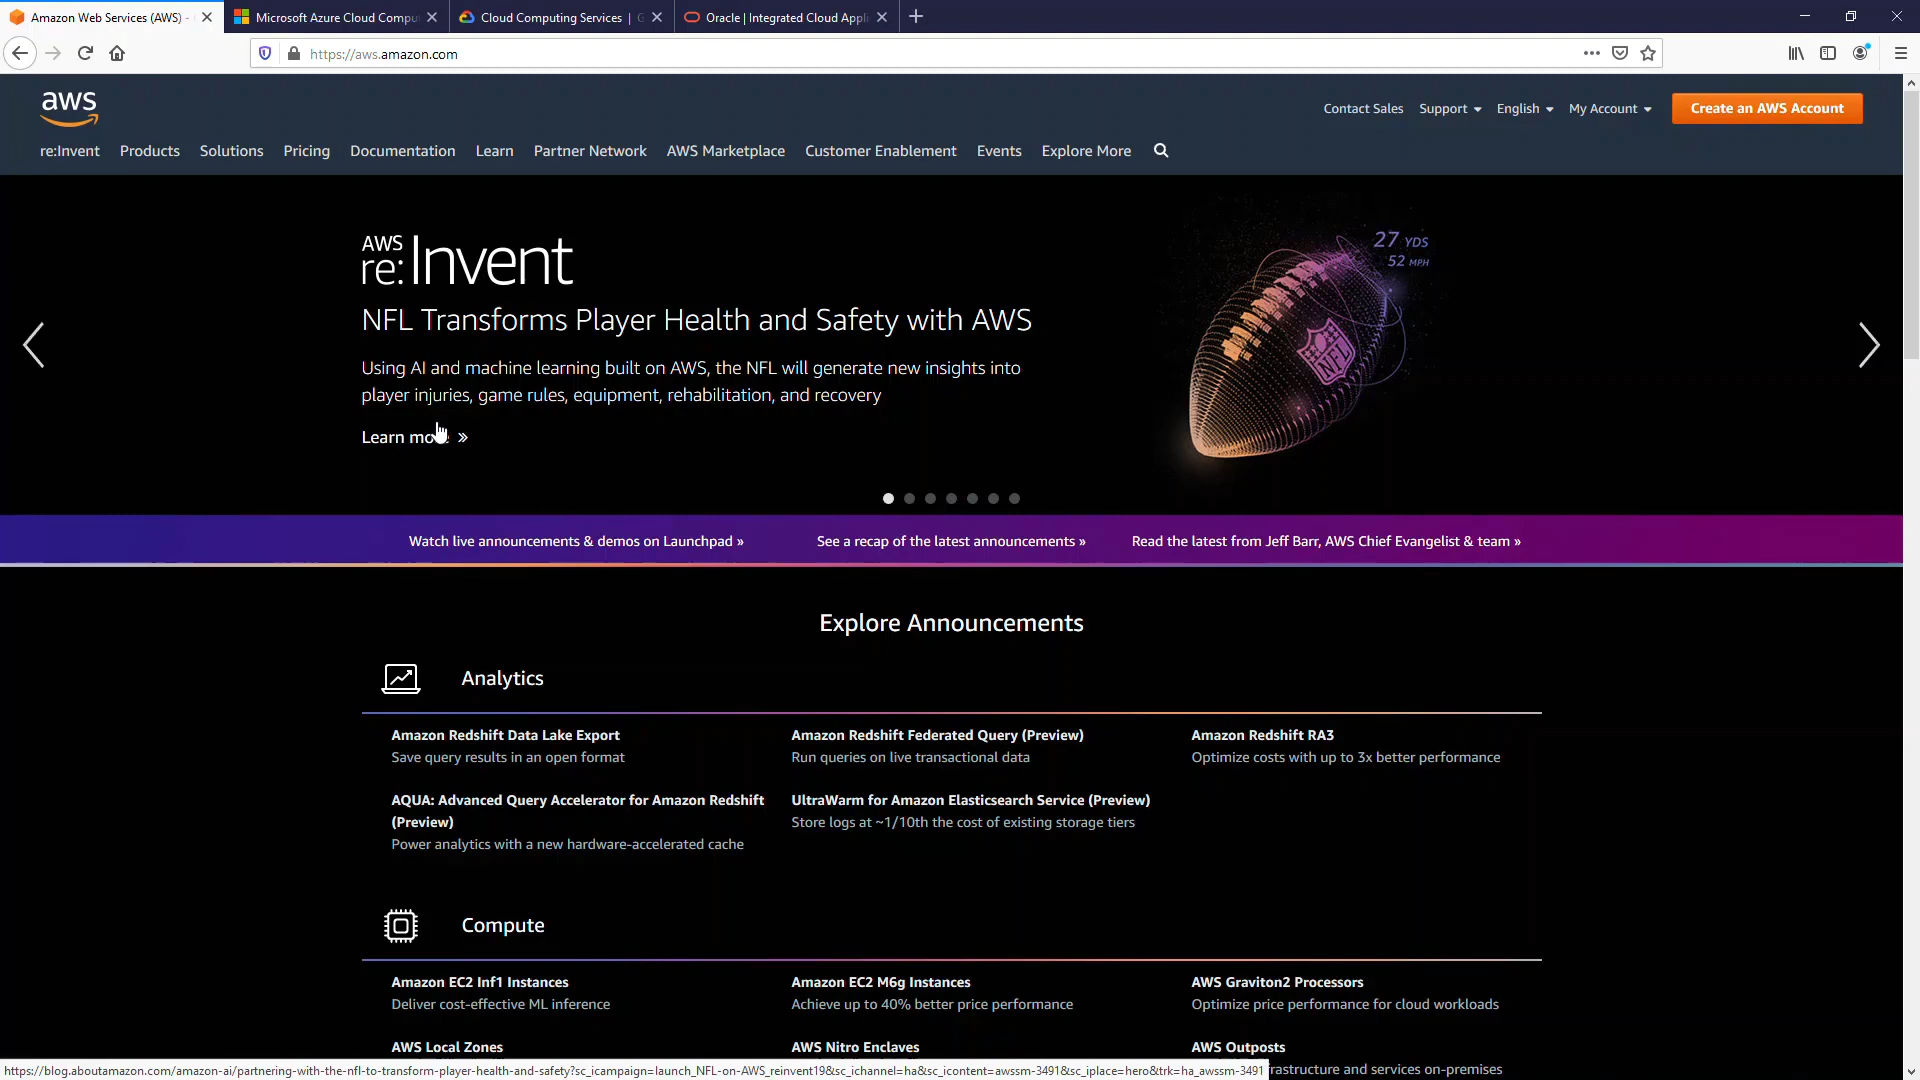 Amazon Web Services (AWS) -
Microsoft Azure Cloud Compu
Cloud Computing Services | G
Oracle | Integrated Cloud Appli
https://aws.amazon.com
aws
Contact Sales Support English My Account Create an AWS Account
re:Invent Products Solutions Pricing Documentation Learn Partner Network AWS Marketplace Customer Enablement Events Explore More
AWS
re:Invent
27 YDS
52 MPH
NFL
NFL Transforms Player Health and Safety with AWS
Using AI and machine learning built on AWS, the NFL will generate new insights into
player injuries, game rules, equipment, rehabilitation, and recovery
Learn mo »
Watch live announcements & demos on Launchpad » See a recap of the latest announcements » Read the latest from Jeff Barr, AWS Chief Evangelist & team »
Explore Announcements
Analytics
Amazon Redshift Data Lake Export
Save query results in an open format
Amazon Redshift Federated Query (Preview)
Run queries on live transactional data
Amazon Redshift RA3
Optimize costs with up to 3x better performance
AQUA: Advanced Query Accelerator for Amazon Redshift
(Preview)
Power analytics with a new hardware-accelerated cache
UltraWarm for Amazon Elasticsearch Service (Preview)
Store logs at ~1/10th the cost of existing storage tiers
Compute
Amazon EC2 Inf1 Instances
Deliver cost-effective ML inference
Amazon EC2 M6g Instances
Achieve up to 40% better price performance
AWS Graviton2 Processors
Optimize price performance for cloud workloads
AWS Local Zones
AWS Nitro Enclaves
AWS Outposts
rastructure and services on-premises
https://blog.aboutamazon.com/amazon-ai/partnering-with-the-nfl-to-transform-player-health-and-safety?sc_icampaign=launch_NFL-on-AWS_reinvent19&sc_ichannel=ha&sc_icontent=awssm-3491&sc_iplace=hero&trk=ha_awssm-3491